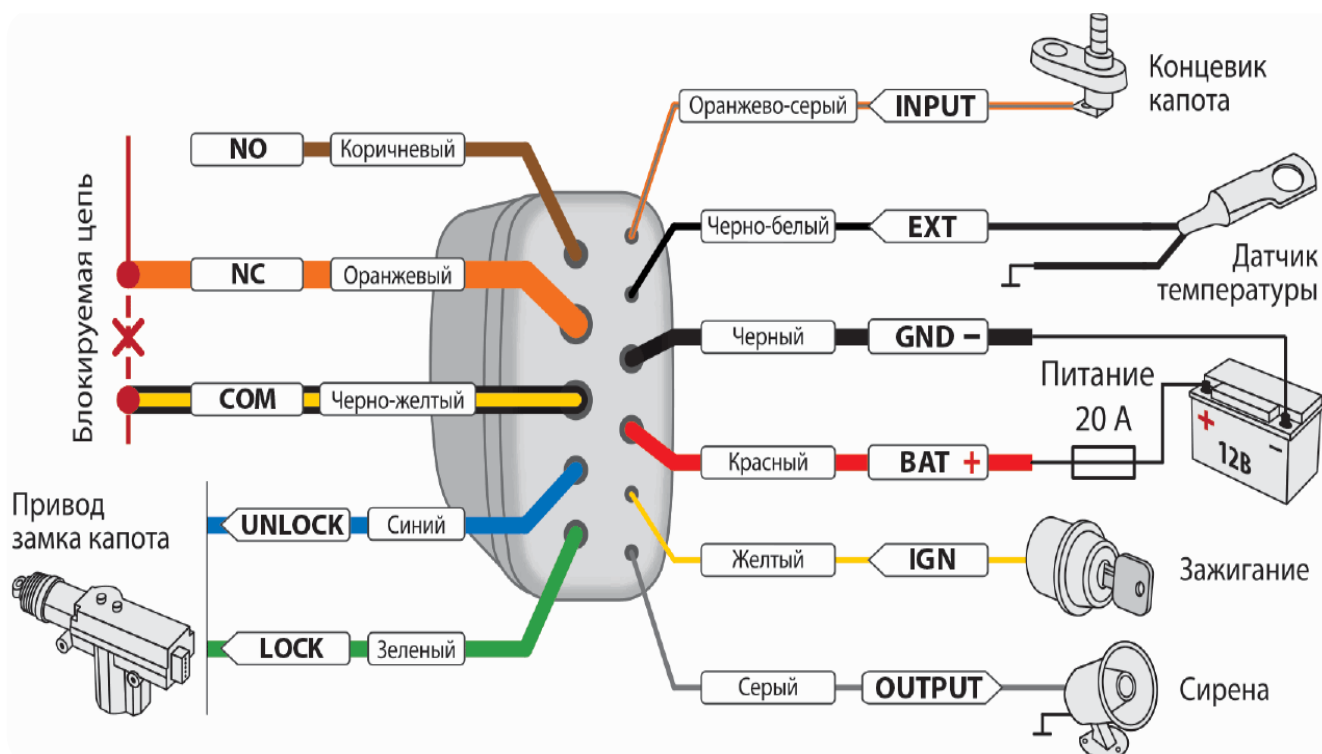 Блокируемая цепь
NO
Коричневый
NC
Оранжевый
COM
Черно-желтый
Привод
замка капота
UNLOCK
Синий
LOCK
Зеленый
Оранжево-серый
INPUT
Концевик
капота
Черно-белый
EXT
Датчик
температуры
Черный
GND –
Питание
20 А
Красный
BAT +
+
–
12В
Желтый
IGN
Зажигание
Серый
OUTPUT
Сирена